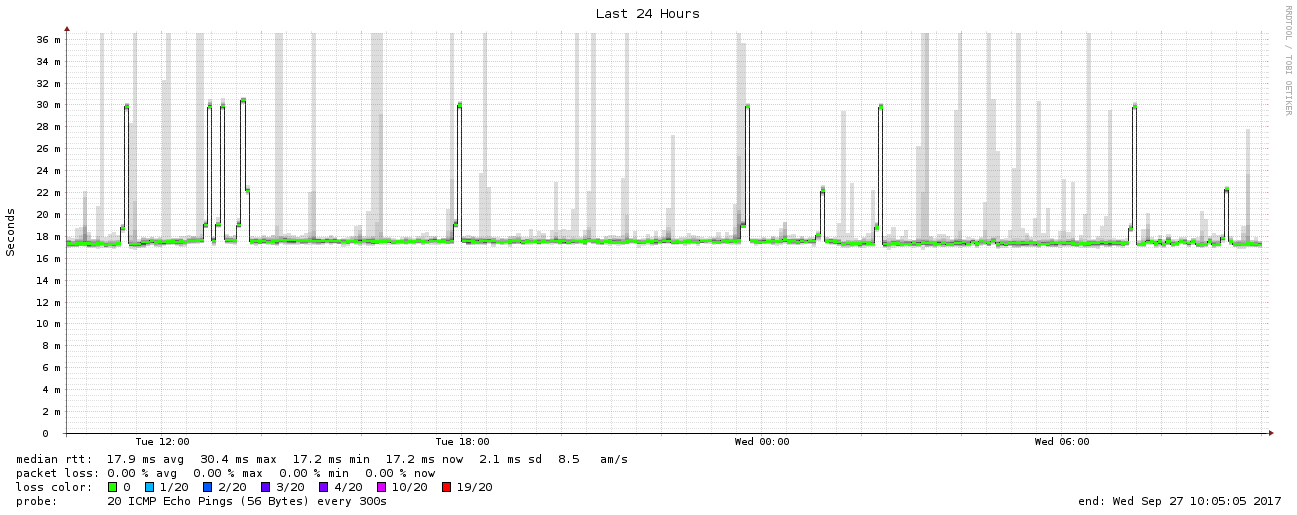 Last 24 Hours
RRDTOOL / TOBI OETIKER
Seconds
36 m
34 m
32 m
30 m
28 m
26 m
24 m
22 m
20 m
18 m
16 m
14 m
12 m
10 m
8 m
6 m
4 m
2 m
0
Tue 12:00 Tue 18:00 Wed 00:00 Wed 06:00
median rtt: 17.9 ms avg 30.4 ms max 17.2 ms min 17.2 ms now 2.1 ms sd 8.5 am/s
packet loss: 0.00 % avg 0.00 % max 0.00 % min 0.00 % now
loss color: 0 1/20 2/20 3/20 4/20 10/20 19/20
probe: 20 ICMP Echo Pings (56 Bytes) every 300s end: Wed Sep 27 10:05:05 2017